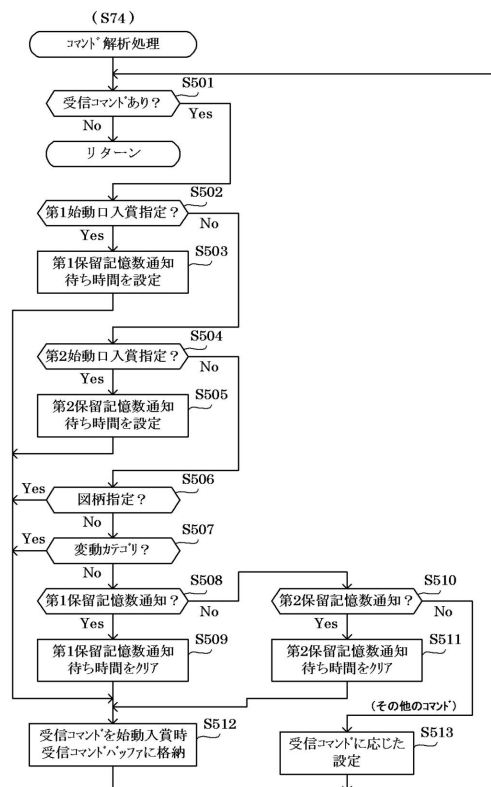 (S74)
コマンド解析処理
S501
受信コマンドあり？
Yes
No
リターン
S502
第1始動口入賞指定？
No
Yes
S503
第1保留記憶数通知
待ち時間を設定
S504
第2始動口入賞指定？
No
Yes
S505
第2保留記憶数通知
待ち時間を設定
S506
Yes
図柄指定？
No
S507
Yes
変動カテゴリ？
No
S508
第1保留記憶数通知？
No
Yes
S509
第1保留記憶数通知
待ち時間をクリア
S510
第2保留記憶数通知？
No
Yes
S511
第2保留記憶数通知
待ち時間をクリア
(その他のコマンド)
S512
受信コマンドを始動入賞時
受信コマンドバッファに格納
S513
受信コマンドに応じた
設定